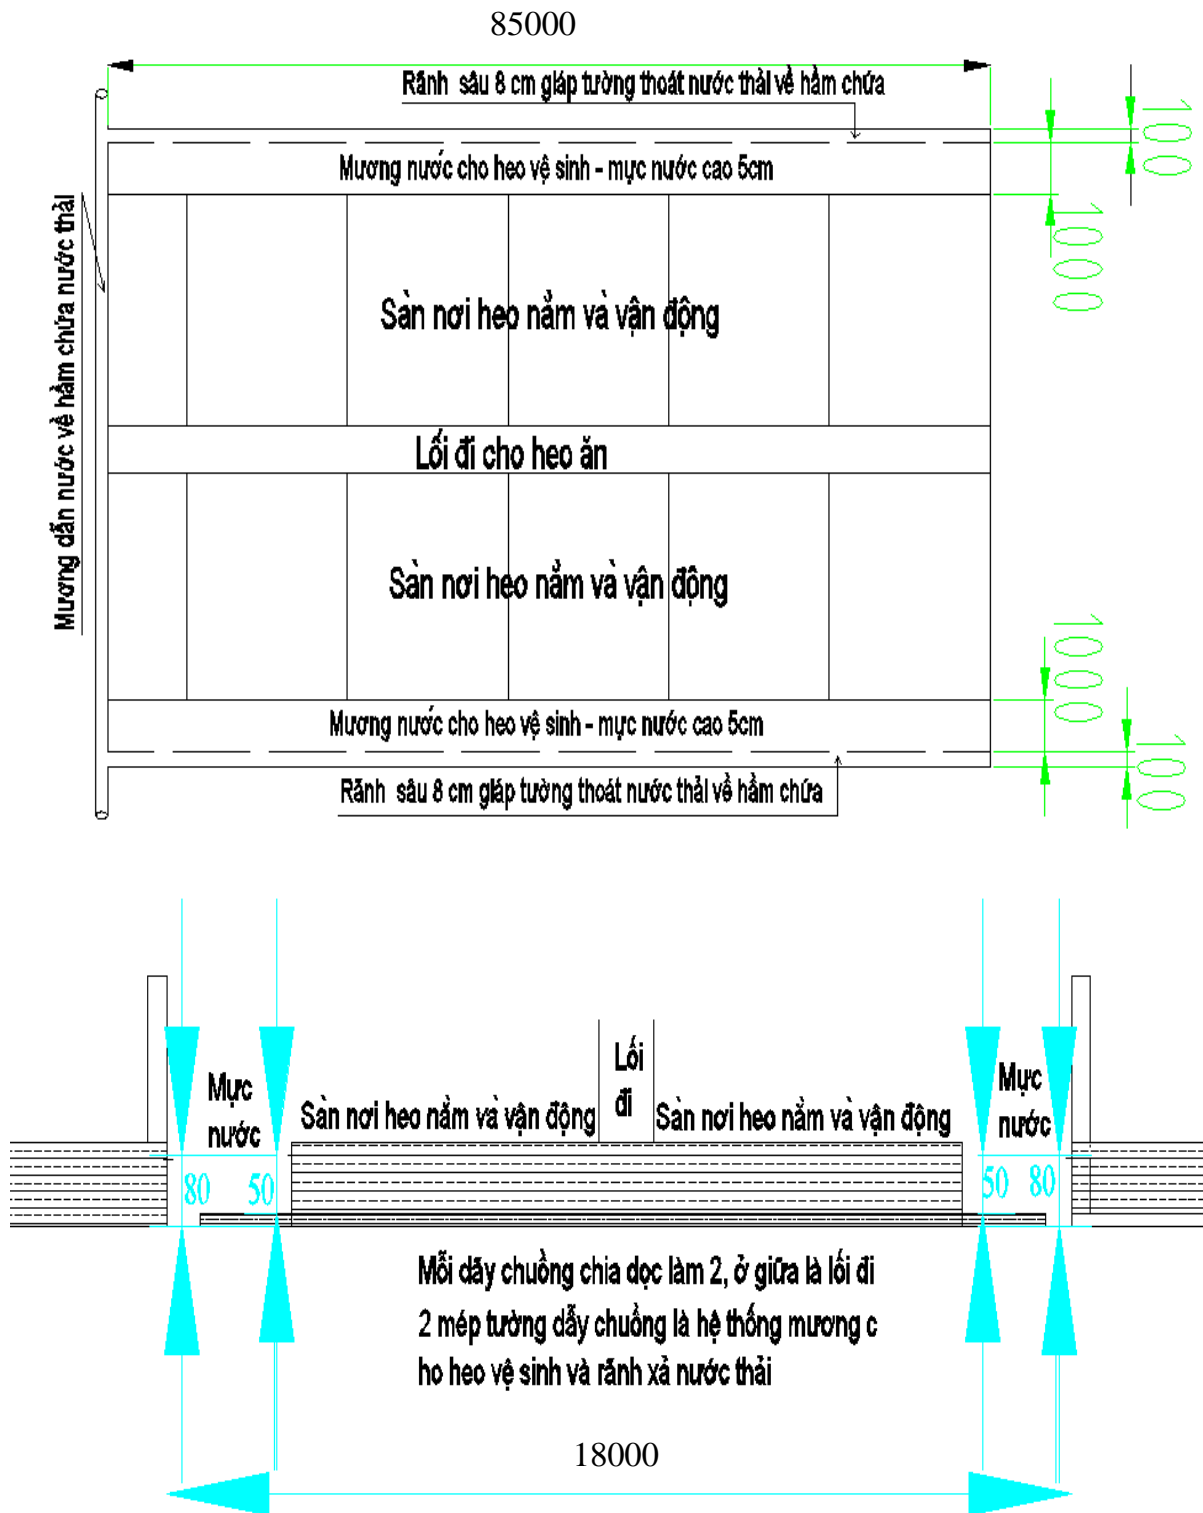 85000
Rãnh sâu 8 cm giáp tường thoát nước thải về hầm chứa
100
Mương nước cho heo vệ sinh - mực nước cao 5cm
1000
Mương dẫn nước về hầm chứa nước thải
Sàn nơi heo nằm và vận động
Lối đi cho heo ăn
Sàn nơi heo nằm và vận động
1000
Mương nước cho heo vệ sinh - mực nước cao 5cm
100
Rãnh sâu 8 cm giáp tường thoát nước thải về hầm chứa
Mực
nước
Sàn nơi heo nằm và vận động
Lối
đi
Sàn nơi heo nằm và vận động
Mực
nước
80
50
50
80
Mỗi dãy chuồng chia dọc làm 2, ở giữa là lối đi
2 mép tường dẫy chuồng là hệ thống mương c
ho heo vệ sinh và rãnh xả nước thải
18000